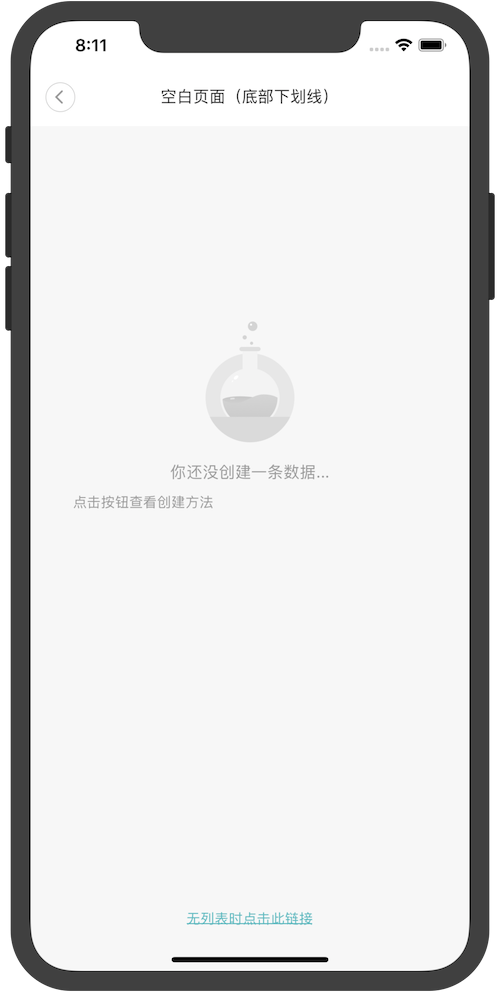 8:11
空白页面（底部下划线）
你还没创建一条数据...
点击按钮查看创建方法
无列表时点击此链接